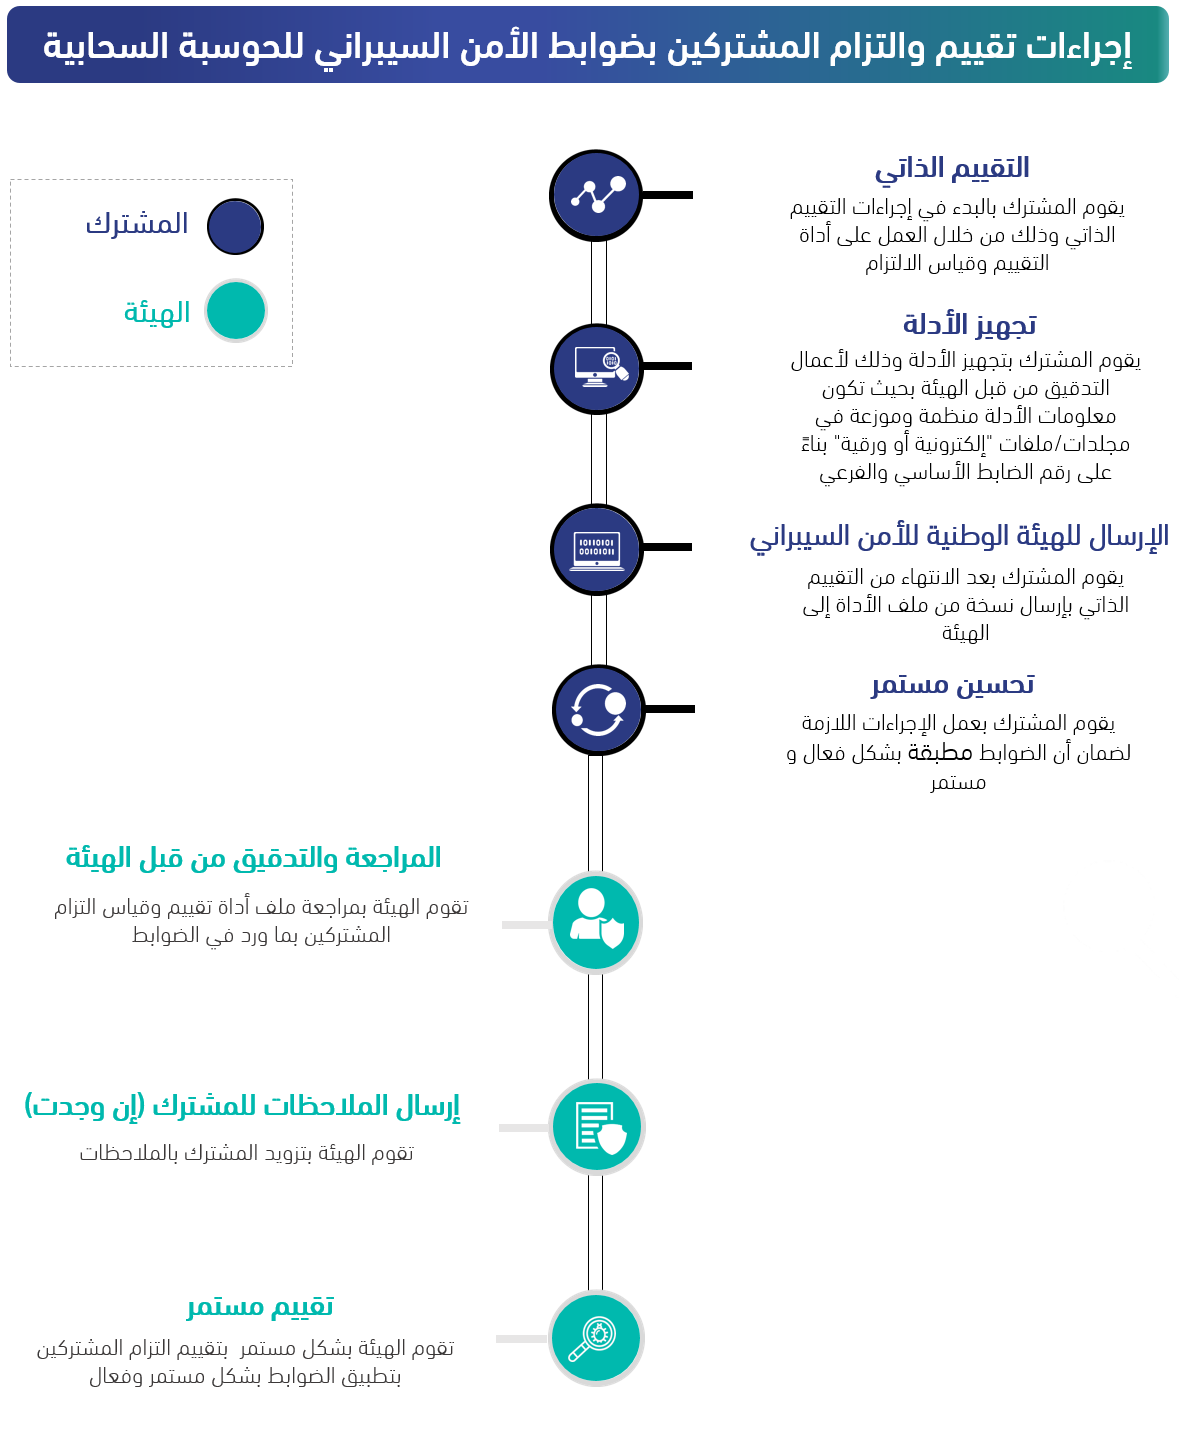 إجراءات تقييم والتزام المشتركين بضوابط الأمن السيبراني للحوسبة السحابية
المشترك
الهيئة
التقييم الذاتي
يقوم المشترك بالبدء في إجراءات التقييم
الذاتي وذلك من خلال العمل على أداة
التقييم وقياس الالتزام
تجهيز الأدلة
يقوم المشترك بتجهيز الأدلة وذلك لأعمال
التدقيق من قبل الهيئة بحيث تكون
معلومات الأدلة منظمة وموزعة في
مجلدات/ملفات "إلكترونية أو ورقية" بناءً
على رقم الضابط الأساسي والفرعي
الإرسال للهيئة الوطنية للأمن السيبراني
يقوم المشترك بعد الانتهاء من التقييم
الذاتي بإرسال نسخة من ملف الأداة إلى
الهيئة
تحسين مستمر
يقوم المشترك بعمل الإجراءات اللازمة
لضمان أن الضوابط مطبقة بشكل فعال و
مستمر
المراجعة والتدقيق من قبل الهيئة
تقوم الهيئة بمراجعة ملف أداة تقييم وقياس التزام
المشتركين بما ورد في الضوابط
إرسال الملاحظات للمشترك (إن وجدت)
تقوم الهيئة بتزويد المشترك بالملاحظات
تقييم مستمر
تقوم الهيئة بشكل مستمر بتقييم التزام المشتركين
بتطبيق الضوابط بشكل مستمر وفعال